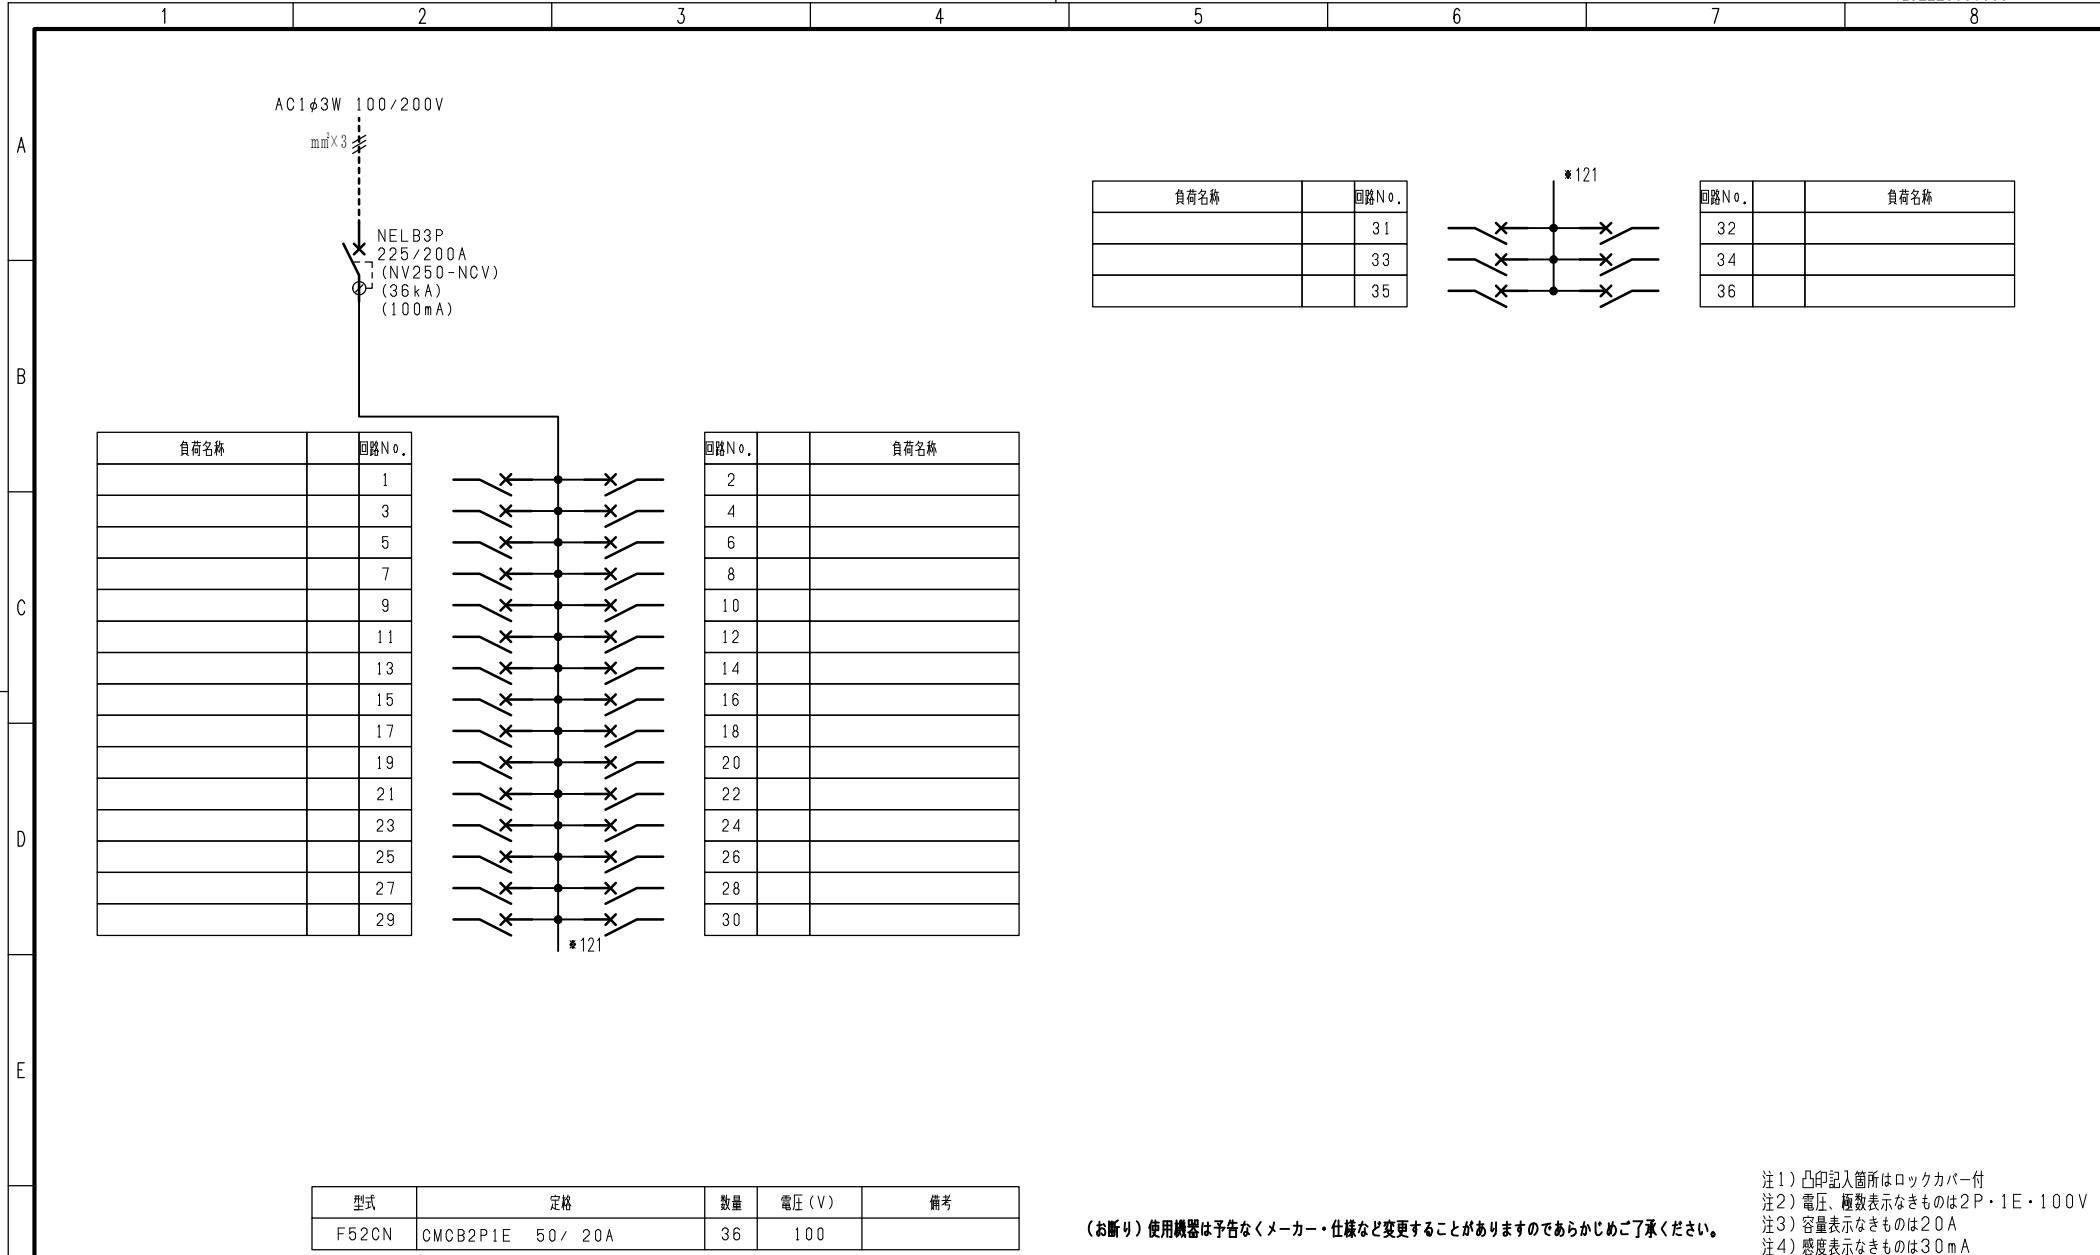 1 2 3 4 5 6 7 8
A
B
C
D
E
AC1φ3W 100/200V
mm²×3
NELB3P
225/200A
(NV250-NCV)
(36kA)
(100mA)
負荷名称 回路No. 回路No. 負荷名称
1 2
3 4
5 6
7 8
9 10
11 12
13 14
15 16
17 18
19 20
21 22
23 24
25 26
27 28
29 30
*121
*121
負荷名称 回路No. 回路No. 負荷名称
31 32
33 34
35 36
型式 定格 数量 電圧(V) 備考
F52CN CMCB2P1E 50/ 20A 36 100
(お断り)使用機器は予告なくメーカー・仕様など変更することがありますのであらかじめご了承ください。
注1)凸印記入箇所はロックカバー付
注2)電圧、極数表示なきものは2P・1E・100V
注3)容量表示なきものは20A
注4)感度表示なきものは30mA